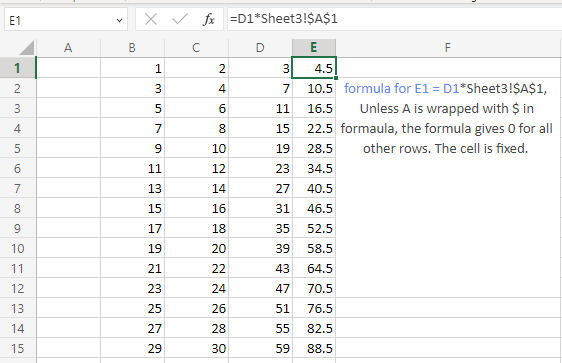 E1 fx =D1*Sheet3!$A$1
A B C D E F
1 1 2 3 4.5
2 3 4 7 10.5 formula for E1 = D1*Sheet3!$A$1,
3 5 6 11 16.5 Unless A is wrapped with $ in
4 7 8 15 22.5 formaula, the formula gives 0 for all
5 9 10 19 28.5 other rows. The cell is fixed.
6 11 12 23 34.5
7 13 14 27 40.5
8 15 16 31 46.5
9 17 18 35 52.5
10 19 20 39 58.5
11 21 22 43 64.5
12 23 24 47 70.5
13 25 26 51 76.5
14 27 28 55 82.5
15 29 30 59 88.5